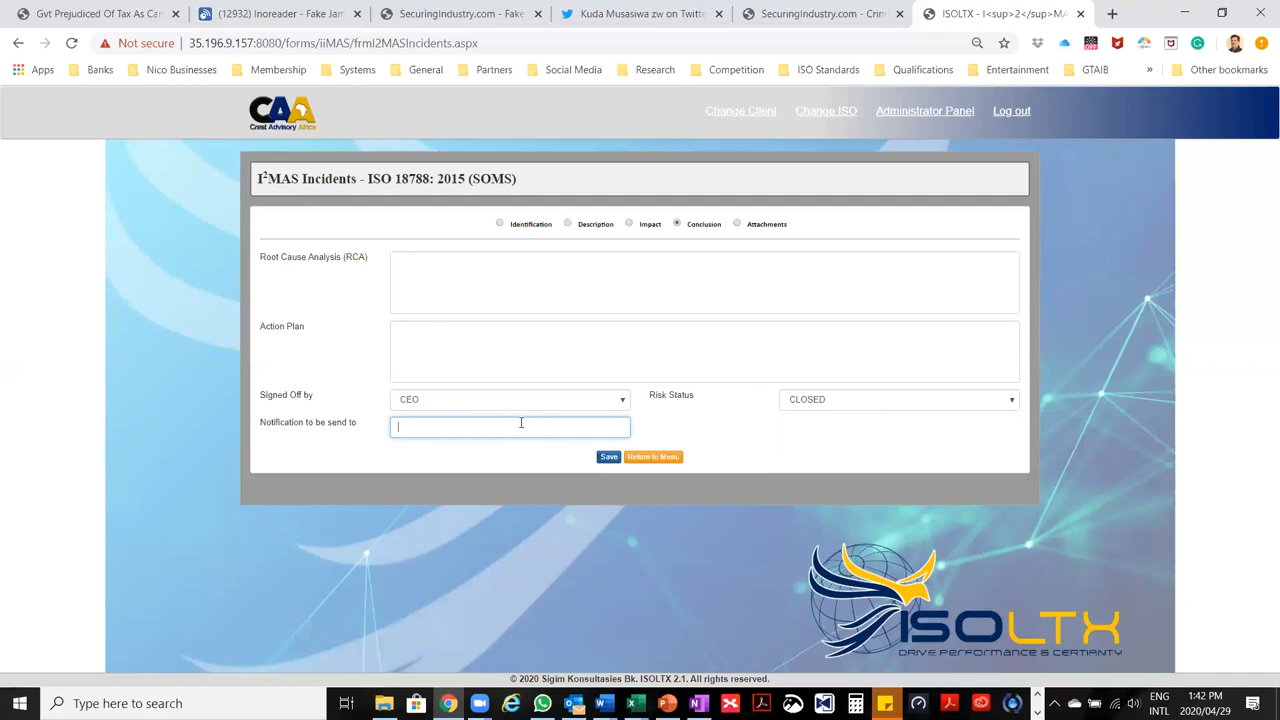 Gvt Prejudiced Of Tax As Carte
(12932) Inoreader - Fraud
SecuringIndustry.com - Fake
Kuda Musasiwa zw on Twitte
SecuringIndustry.com - Crim
ISOLTX - I<sup>2</sup>MA
Not secure | 35.196.9.157:8080/forms/iiMAS/frmi2MASIncidents.aspx
Apps Banks Nico Businesses Membership Systems General Partners Social Media Research Competition ISO Standards Qualifications Entertainment GTAIB » Other bookmarks
CAA
Crest Advisory Africa
Change Client Change ISO Administrator Panel Log out
I²MAS Incidents - ISO 18788: 2015 (SOMS)
Identification Description Impact Conclusion Attachments
Root Cause Analysis (RCA)
Action Plan
Signed Off by CEO Risk Status CLOSED
Notification to be send to
Save Return to Menu
ISOLTX
DRIVE PERFORMANCE & CERTIANTY
© 2020 Sigim Konsultasies Bk. ISOLTX 2.1. All rights reserved.
Type here to search
ENG 1:42 PM
INTL 2020/04/29